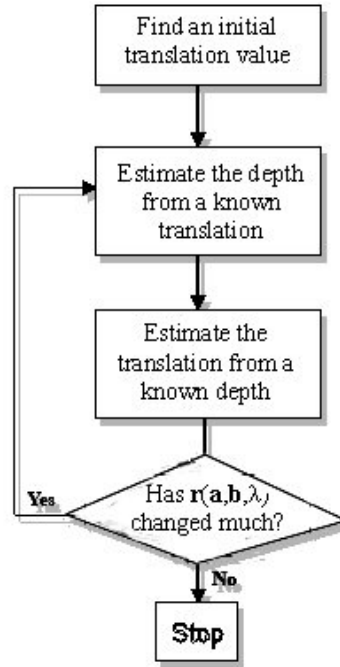 Find an initial
translation value
Estimate the depth
from a known
translation
Estimate the
translation from a
known depth
Has r(a,b,λ)
changed much?
Yes
No
Stop